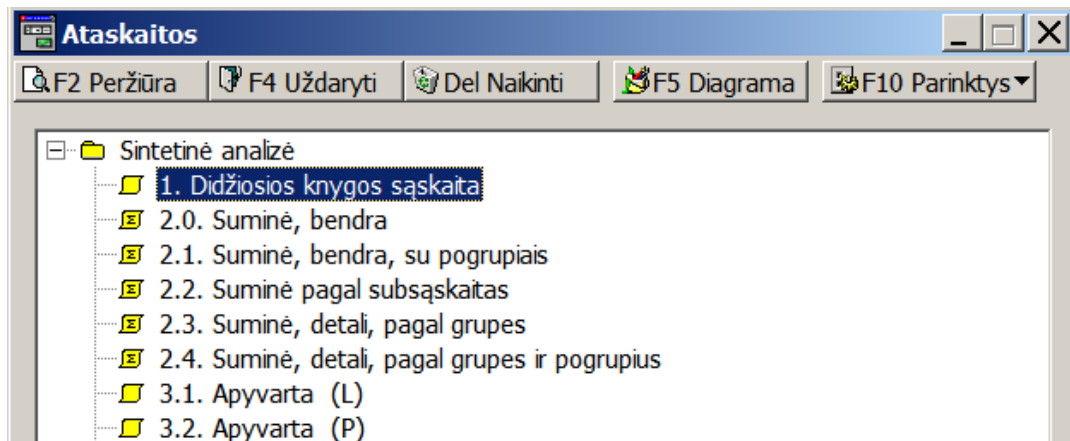 Ataskaitos
F2 Peržiūra F4 Uždaryti Del Naikinti F5 Diagrama F10 Parinktys
Sintetinė analizė
1. Didžiosios knygos sąskaita
2.0. Suminė, bendra
2.1. Suminė, bendra, su pogrupiais
2.2. Suminė pagal subsąskaitas
2.3. Suminė, detali, pagal grupes
2.4. Suminė, detali, pagal grupes ir pogrupius
3.1. Apyvarta (L)
3.2. Apyvarta (P)